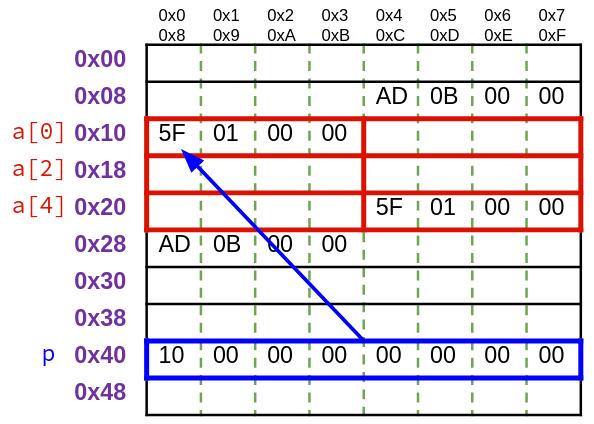 0x0 0x1 0x2 0x3 0x4 0x5 0x6 0x7
0x8 0x9 0xA 0xB 0xC 0xD 0xE 0xF
0x00
0x08 AD 0B 00 00
a[0] 0x10 5F 01 00 00
a[2] 0x18
a[4] 0x20 5F 01 00 00
0x28 AD 0B 00 00
0x30
0x38
p 0x40 10 00 00 00 00 00 00 00
0x48